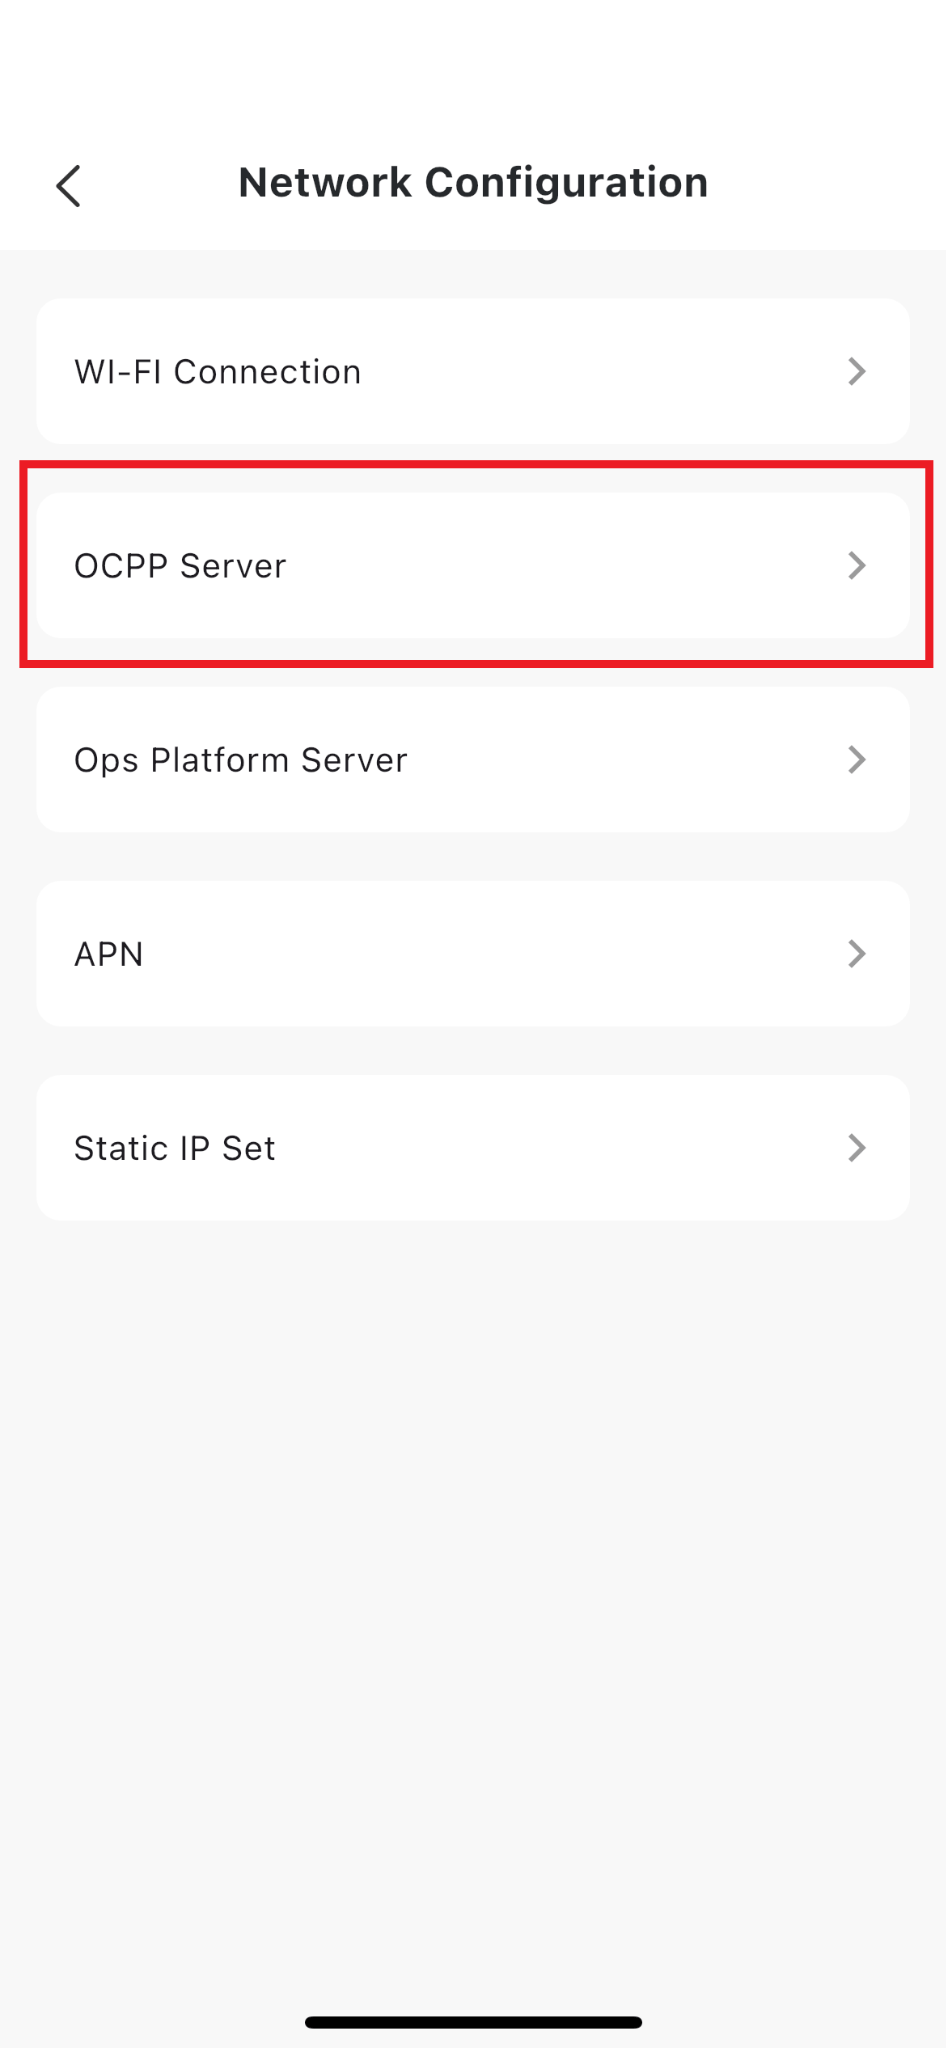 Network Configuration
WI-FI Connection
OCPP Server
Ops Platform Server
APN
Static IP Set